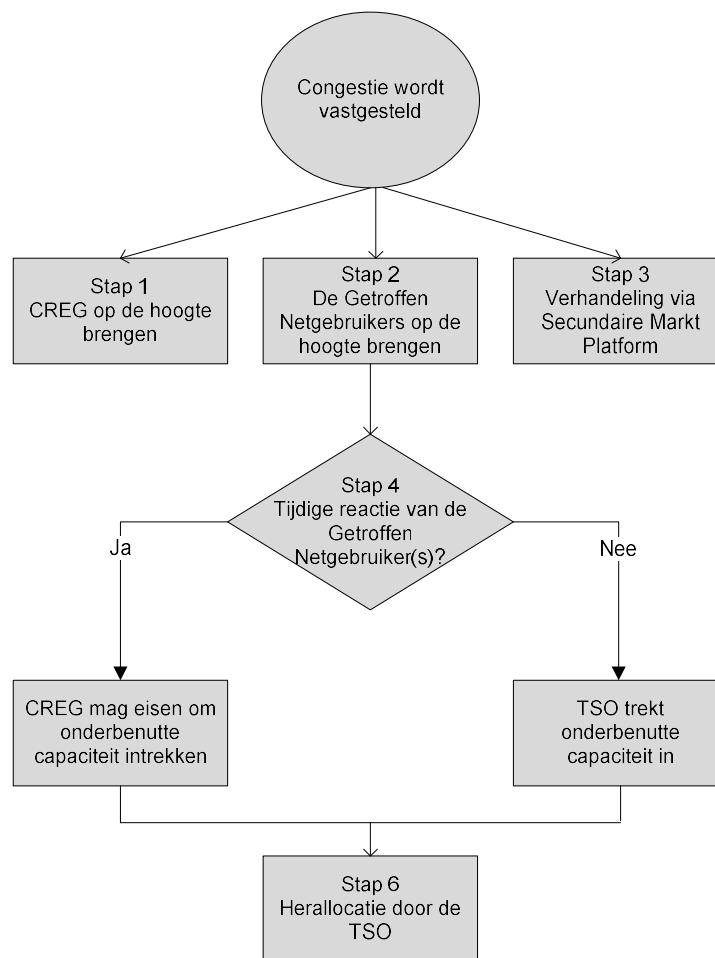 Congestie wordt
vastgesteld
Stap 1
CREG op de hoogte
brengen
Stap 2
De Getroffen
Netgebruikers op de
hoogte brengen
Stap 3
Verhandeling via
Secundaire Markt
Platform
Stap 4
Tijdige reactie van de
Getroffen
Netgebruiker(s)?
Ja
Nee
CREG mag eisen om
onderbenutte
capaciteit intrekken
TSO trekt
onderbenutte
capaciteit in
Stap 6
Herallocatie door de
TSO